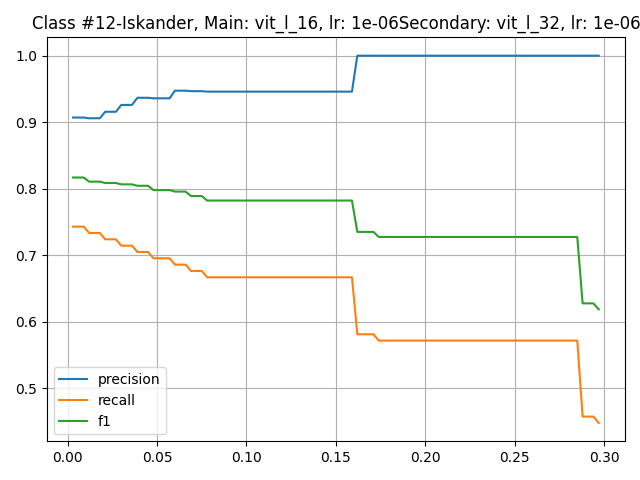 Class #12-Iskander, Main: vit_l_16, lr: 1e-06Secondary: vit_l_32, lr: 1e-06
1.0
0.9
0.8
0.7
0.6
0.5
precision
recall
f1
0.00 0.05 0.10 0.15 0.20 0.25 0.30